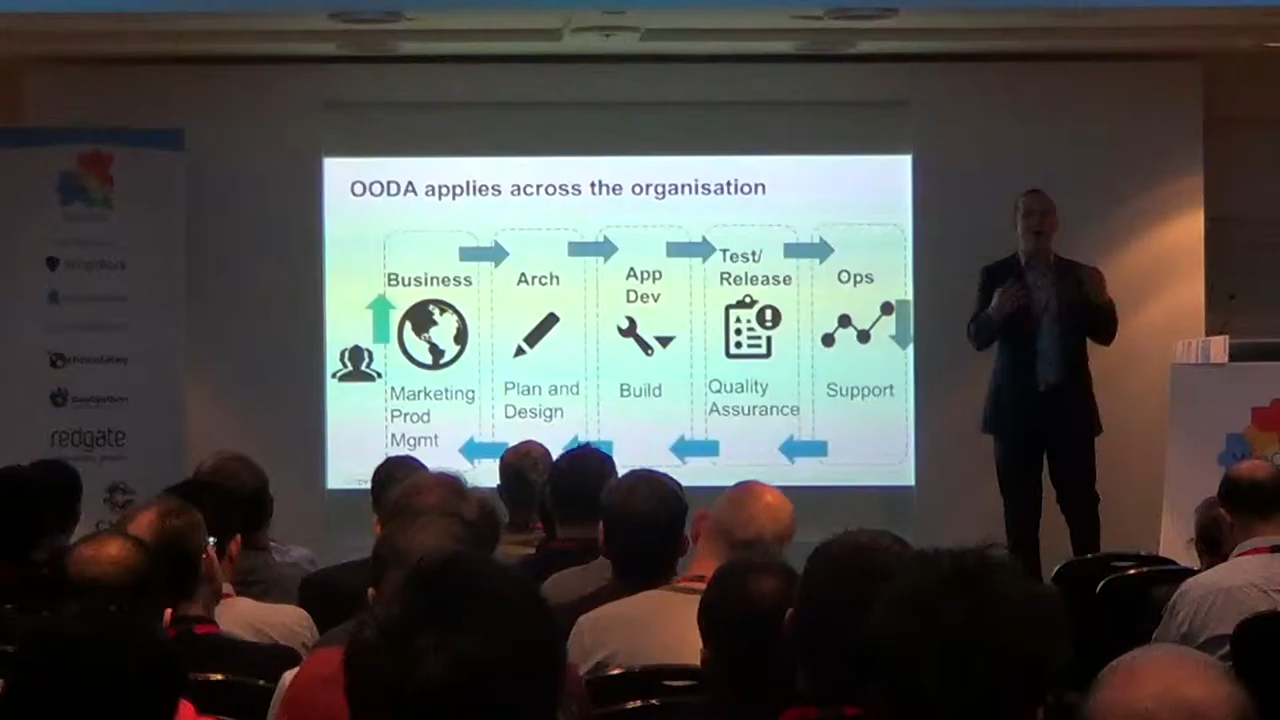 OODA applies across the organisation
Business
Arch
App
Dev
Test/
Release
Ops
Marketing
Prod
Mgmt
Plan and
Design
Build
Quality
Assurance
Support
redgate